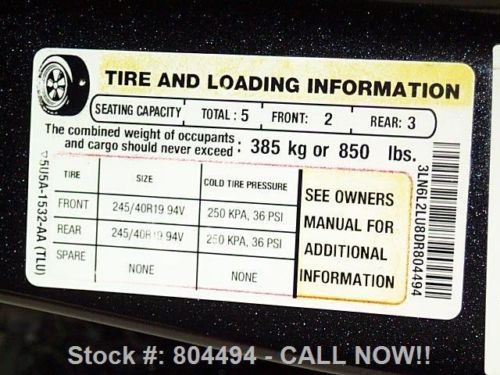 TIRE AND LOADING INFORMATION
SEATING CAPACITY TOTAL : 5 FRONT: 2 REAR: 3
The combined weight of occupants
and cargo should never exceed : 385 kg or 850 lbs.
TIRE SIZE COLD TIRE PRESSURE
FRONT 245/40R19 94V 250 KPA, 36 PSI
REAR 245/40R19 94V 250 KPA, 36 PSI
SPARE NONE NONE
SEE OWNERS
MANUAL FOR
ADDITIONAL
INFORMATION
5U5A-1532-AA (TLU)
3LN6L2LU8DR804494
Stock #: 804494 - CALL NOW!!